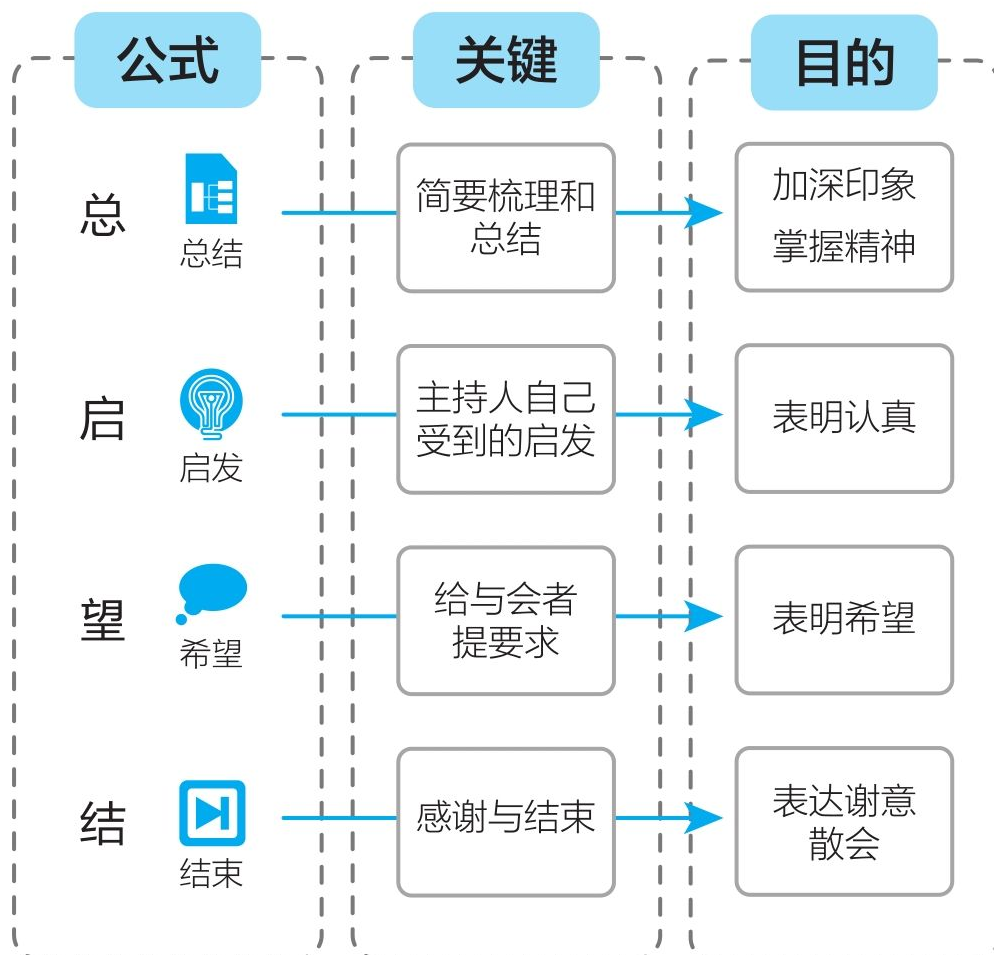 公式
关键
目的
总
总结
简要梳理和
总结
加深印象
掌握精神
启
启发
主持人自己
受到的启发
表明认真
望
希望
给与会者
提要求
表明希望
结
结束
感谢与结束
表达谢意
散会